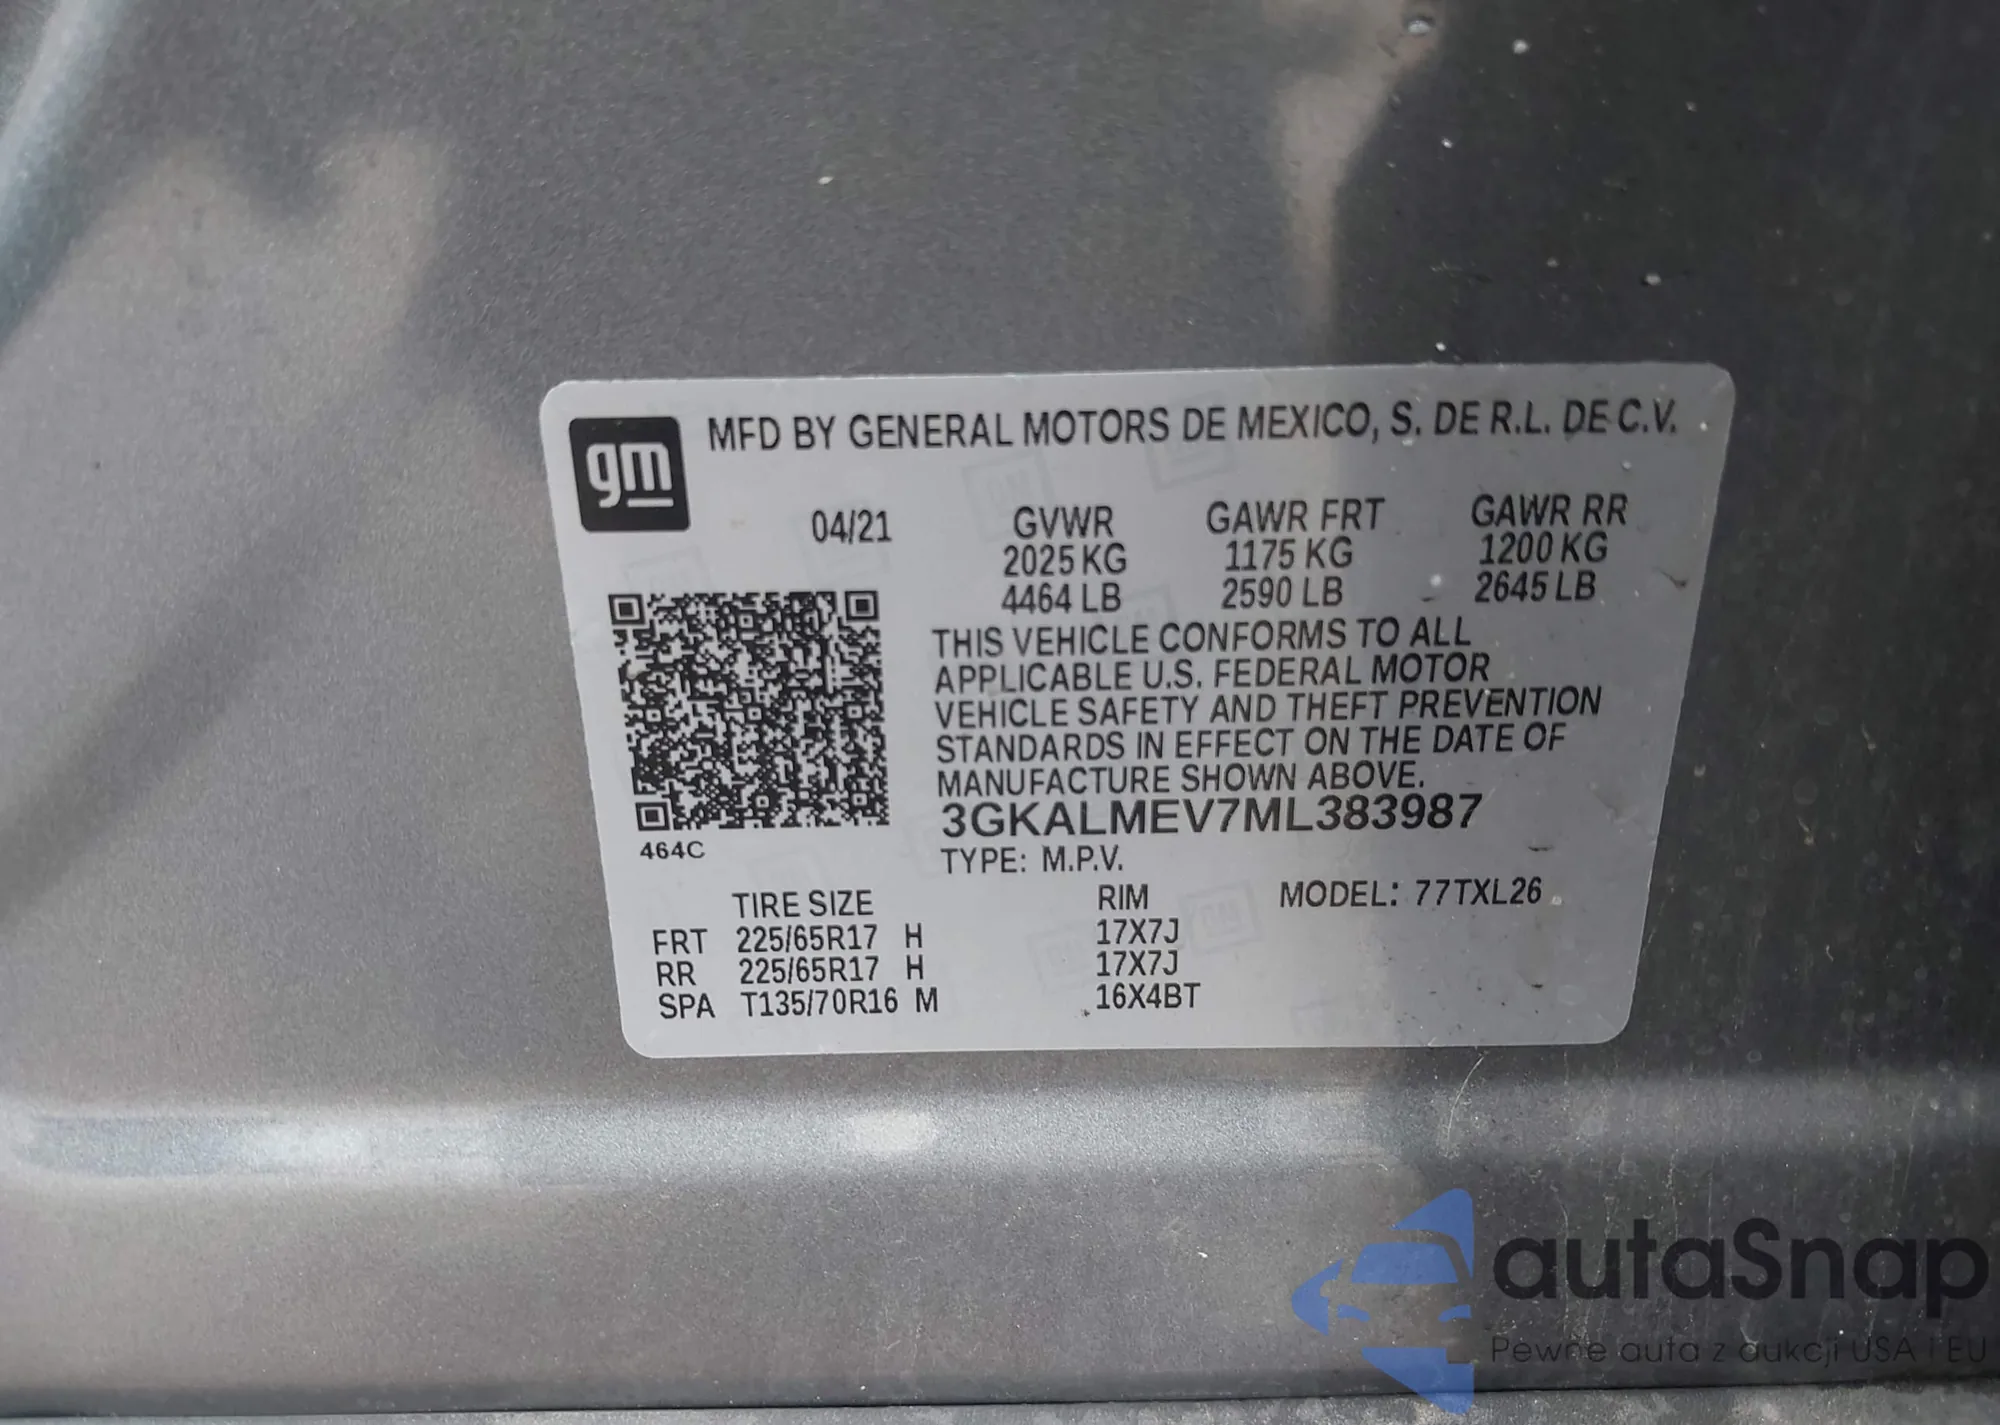 gm
MFD BY GENERAL MOTORS DE MEXICO, S. DE R.L. DE C.V.
04/21 GVWR GAWR FRT GAWR RR
2025 KG 1175 KG 1200 KG
4464 LB 2590 LB 2645 LB
THIS VEHICLE CONFORMS TO ALL
APPLICABLE U.S. FEDERAL MOTOR
VEHICLE SAFETY AND THEFT PREVENTION
STANDARDS IN EFFECT ON THE DATE OF
MANUFACTURE SHOWN ABOVE.
3GKALMEV7ML383987
464C
TYPE: M.P.V.
TIRE SIZE RIM MODEL: 77TXL26
FRT 225/65R17 H 17X7J
RR 225/65R17 H 17X7J
SPA T135/70R16 M 16X4BT
autaSnap
Pewne auta z aukcji USA i EU